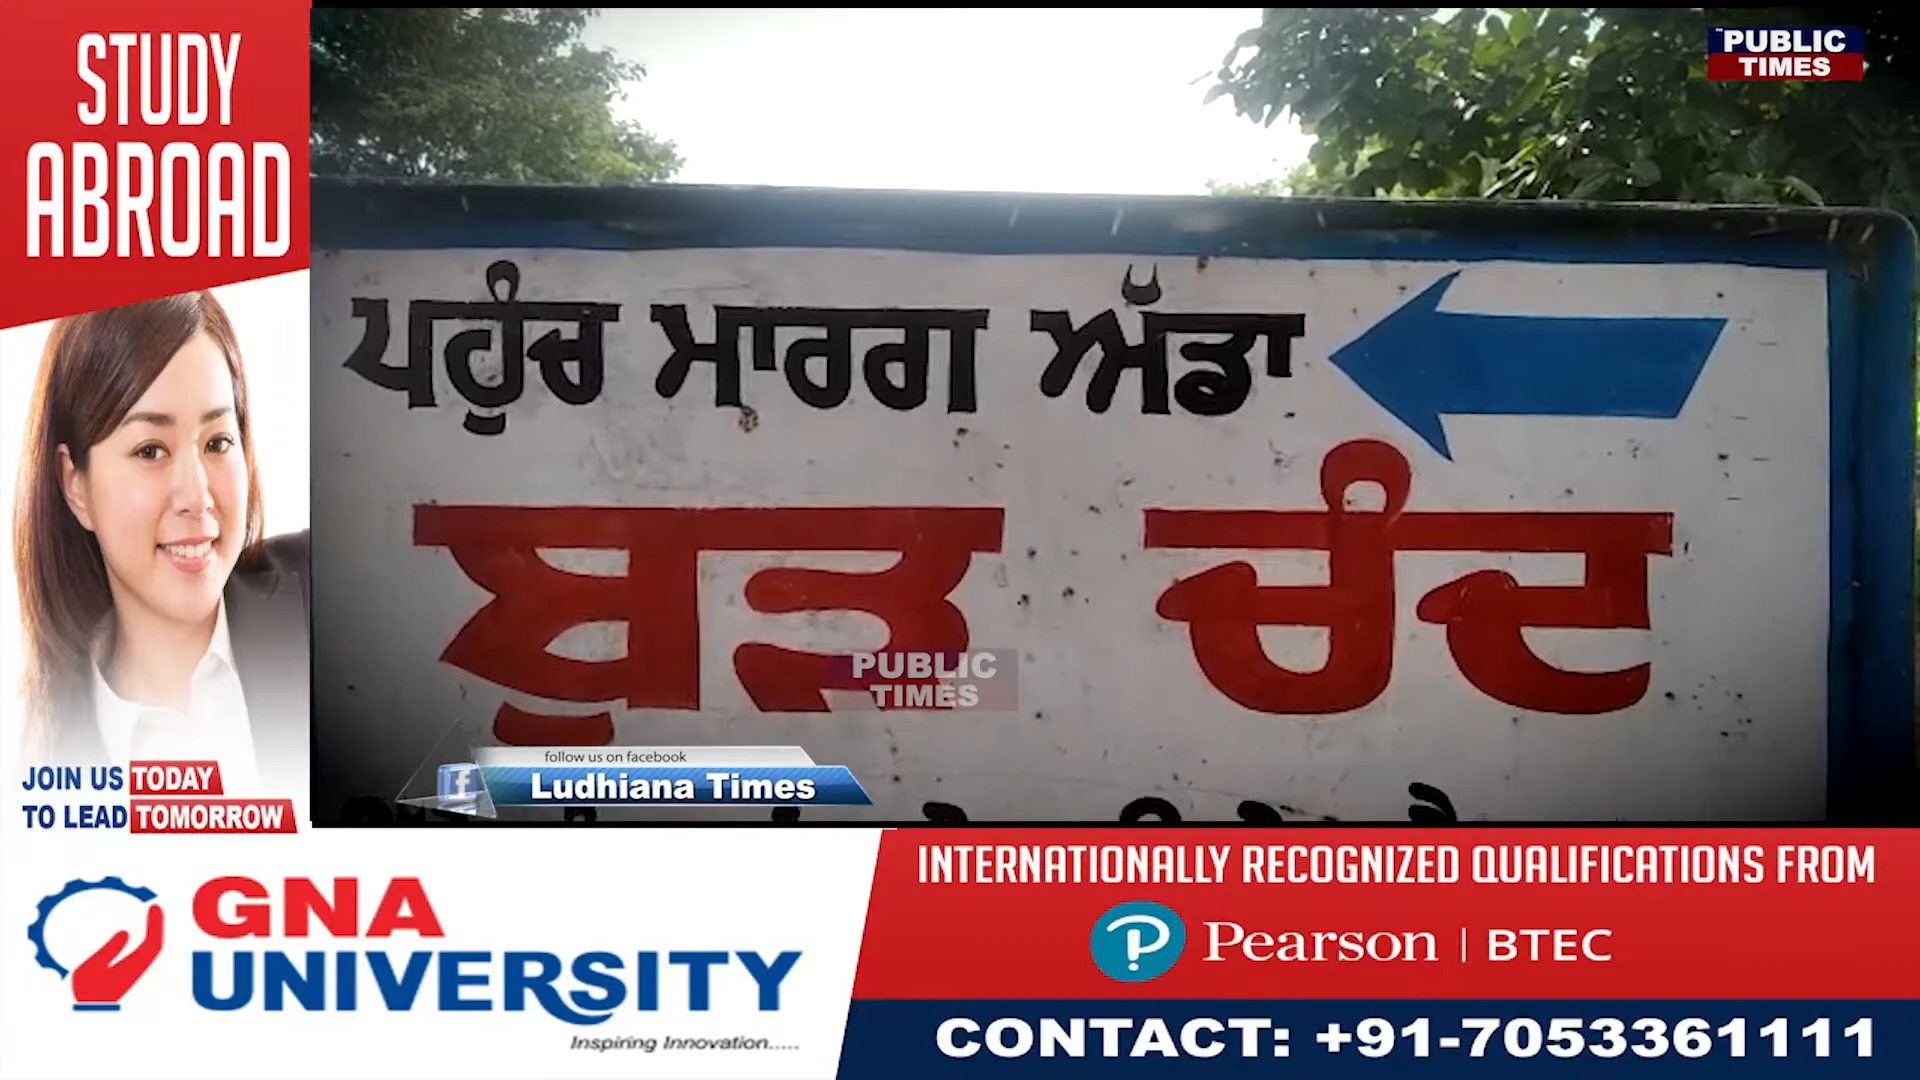 STUDY
ABROAD
THE PUBLIC
TIMES
ਪਹੁੰਚ ਮਾਰਗ ਅੱਡਾ
ਬੂੜ ਚੰਦ
PUBLIC
TIMES
follow us on facebook
Ludhiana Times
JOIN US TODAY
TO LEAD TOMORROW
GNA
UNIVERSITY
Inspiring Innovation.....
INTERNATIONALLY RECOGNIZED QUALIFICATIONS FROM
Pearson | BTEC
CONTACT: +91-7053361111